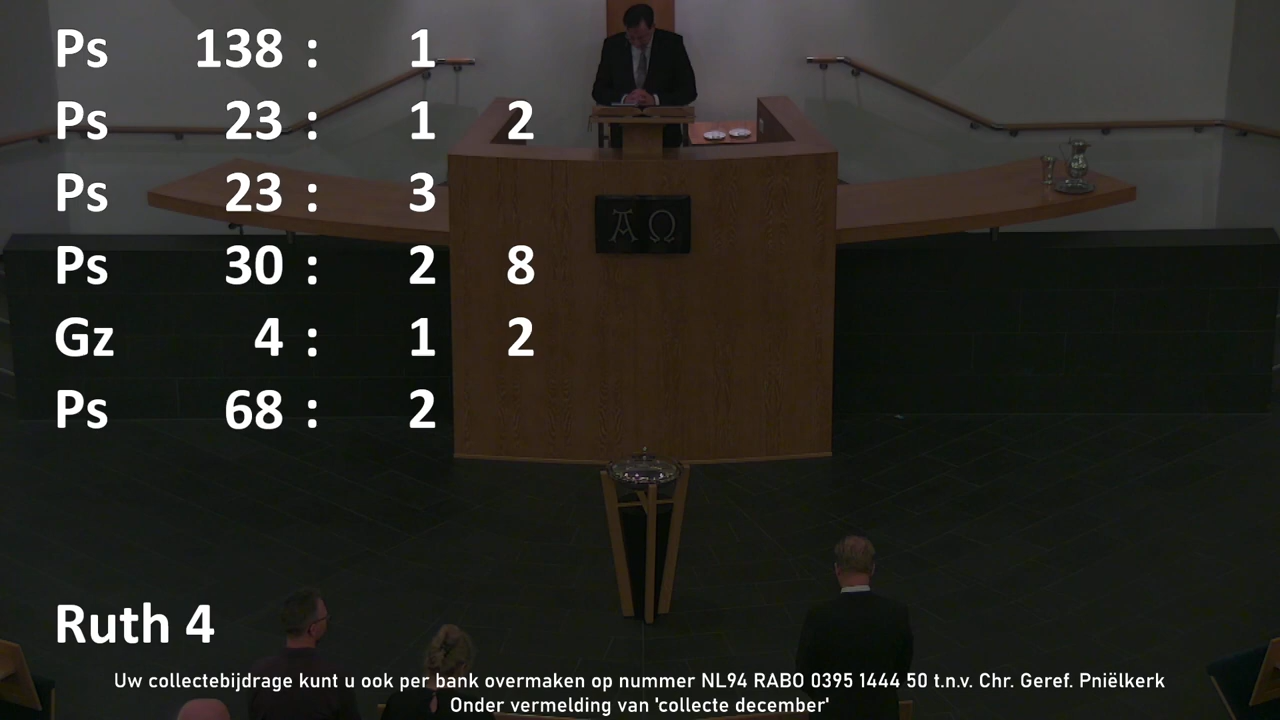 Ps 138 : 1
Ps 23 : 1 2
Ps 23 : 3
Ps 30 : 2 8
Gz 4 : 1 2
Ps 68 : 2
Α Ω
Ruth 4
Uw collectebijdrage kunt u ook per bank overmaken op nummer NL94 RABO 0395 1444 50 t.n.v. Chr. Geref. Pniëlkerk
Onder vermelding van 'collecte december'